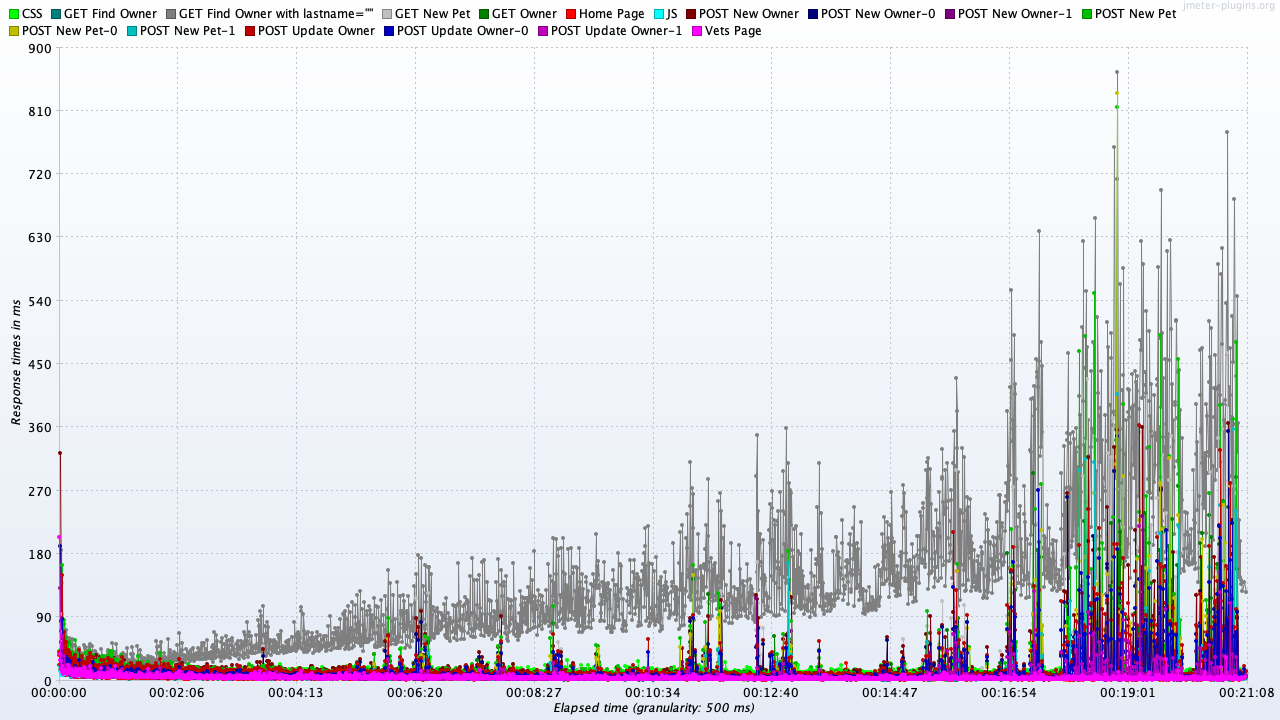 jmeter-plugins.org
CSS GET Find Owner GET Find Owner with lastname="" GET New Pet GET Owner Home Page JS POST New Owner POST New Owner-0 POST New Owner-1 POST New Pet
POST New Pet-0 POST New Pet-1 POST Update Owner POST Update Owner-0 POST Update Owner-1 Vets Page
900
810
720
630
540
450
360
270
180
90
0
Response times in ms
00:00:00 00:02:06 00:04:13 00:06:20 00:08:27 00:10:34 00:12:40 00:14:47 00:16:54 00:19:01 00:21:08
Elapsed time (granularity: 500 ms)